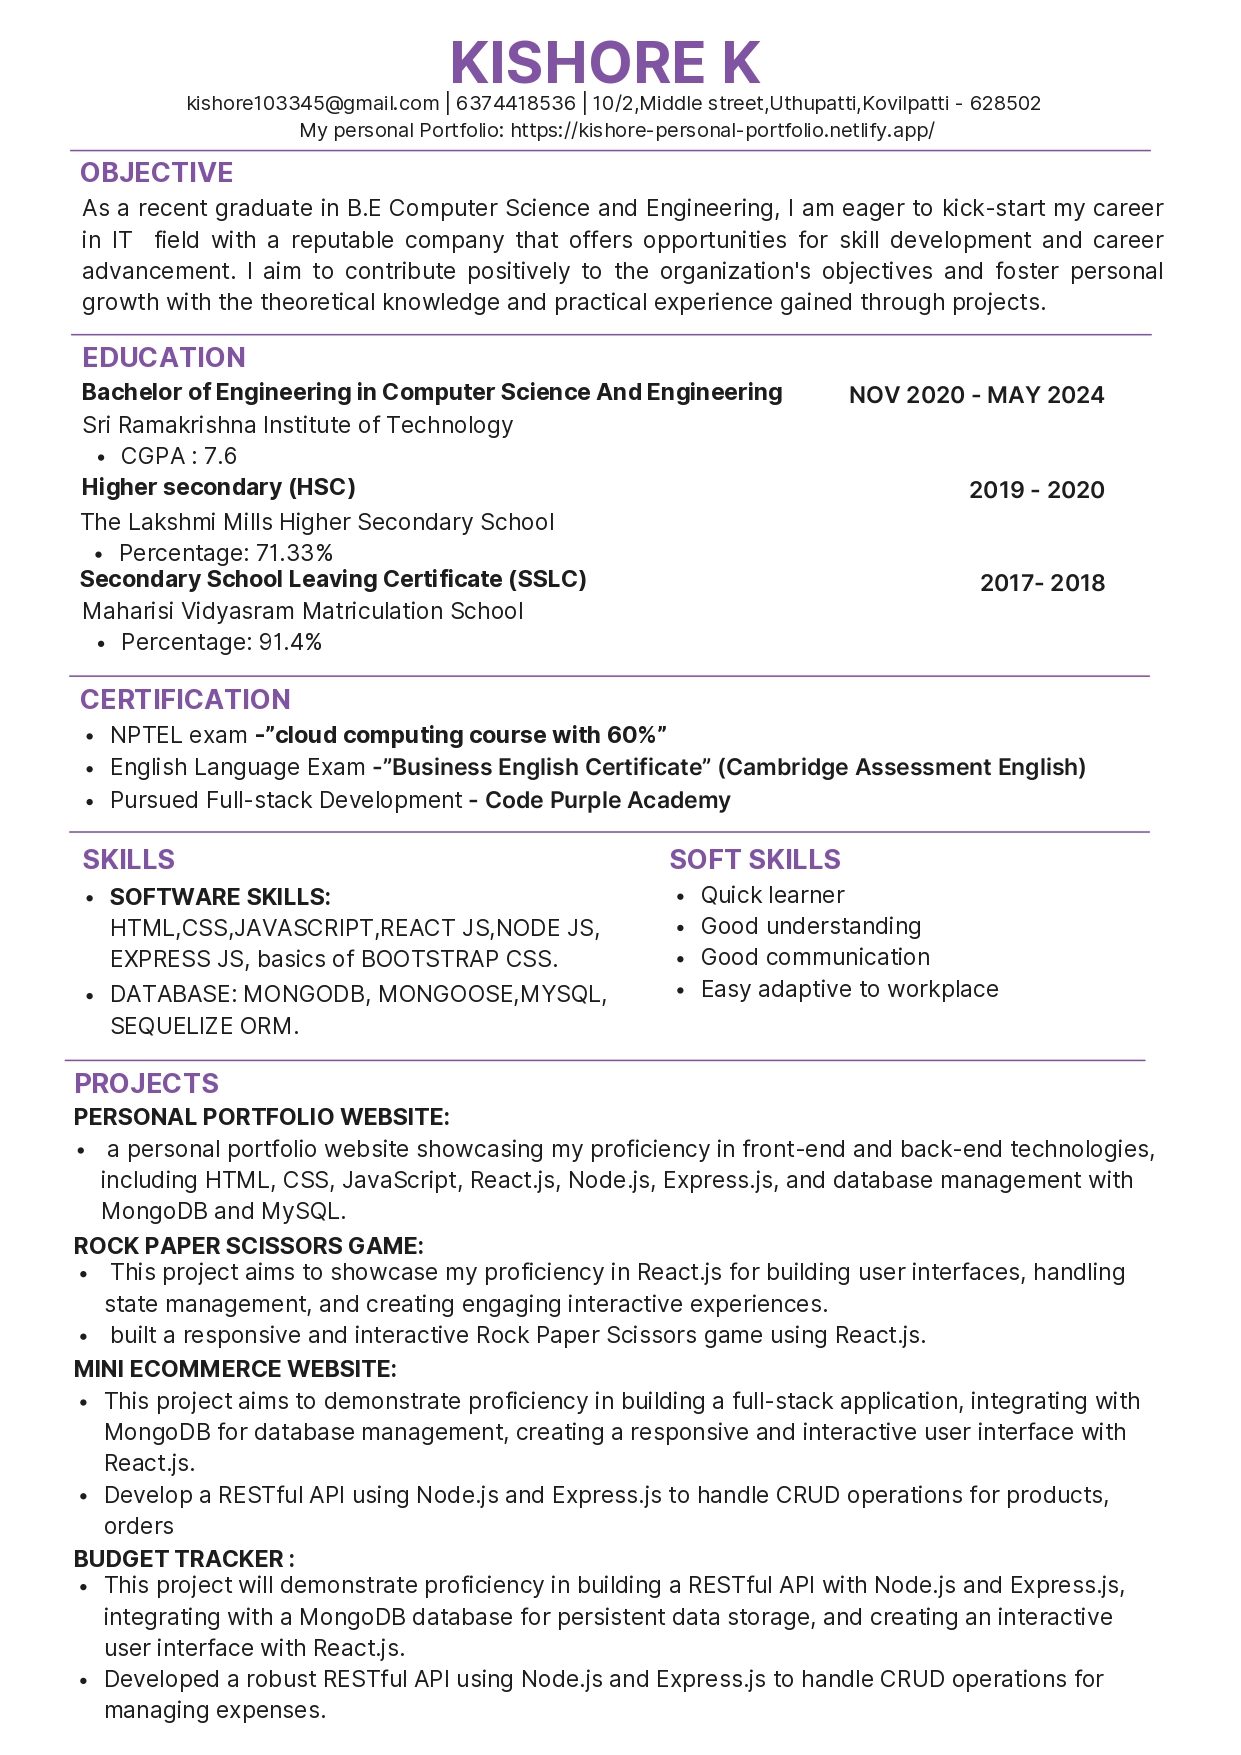 KISHORE K
kishore103345@gmail.com | 6374418536 | 10/2,Middle street,Uthupatti,Kovilpatti - 628502
My personal Portfolio: https://kishore-personal-portfolio.netlify.app/
OBJECTIVE
As a recent graduate in B.E Computer Science and Engineering, I am eager to kick-start my career
in IT field with a reputable company that offers opportunities for skill development and career
advancement. I aim to contribute positively to the organization's objectives and foster personal
growth with the theoretical knowledge and practical experience gained through projects.
EDUCATION
Bachelor of Engineering in Computer Science And Engineering NOV 2020 - MAY 2024
Sri Ramakrishna Institute of Technology
• CGPA : 7.6
Higher secondary (HSC) 2019 - 2020
The Lakshmi Mills Higher Secondary School
• Percentage: 71.33%
Secondary School Leaving Certificate (SSLC) 2017- 2018
Maharisi Vidyasram Matriculation School
• Percentage: 91.4%
CERTIFICATION
• NPTEL exam -”cloud computing course with 60%”
• English Language Exam -”Business English Certificate” (Cambridge Assessment English)
• Pursued Full-stack Development - Code Purple Academy
SKILLS
• SOFTWARE SKILLS:
HTML,CSS,JAVASCRIPT,REACT JS,NODE JS,
EXPRESS JS, basics of BOOTSTRAP CSS.
• DATABASE: MONGODB, MONGOOSE,MYSQL,
SEQUELIZE ORM.
SOFT SKILLS
• Quick learner
• Good understanding
• Good communication
• Easy adaptive to workplace
PROJECTS
PERSONAL PORTFOLIO WEBSITE:
• a personal portfolio website showcasing my proficiency in front-end and back-end technologies,
including HTML, CSS, JavaScript, React.js, Node.js, Express.js, and database management with
MongoDB and MySQL.
ROCK PAPER SCISSORS GAME:
• This project aims to showcase my proficiency in React.js for building user interfaces, handling
state management, and creating engaging interactive experiences.
• built a responsive and interactive Rock Paper Scissors game using React.js.
MINI ECOMMERCE WEBSITE:
• This project aims to demonstrate proficiency in building a full-stack application, integrating with
MongoDB for database management, creating a responsive and interactive user interface with
React.js.
• Develop a RESTful API using Node.js and Express.js to handle CRUD operations for products,
orders
BUDGET TRACKER :
• This project will demonstrate proficiency in building a RESTful API with Node.js and Express.js,
integrating with a MongoDB database for persistent data storage, and creating an interactive
user interface with React.js.
• Developed a robust RESTful API using Node.js and Express.js to handle CRUD operations for
managing expenses.